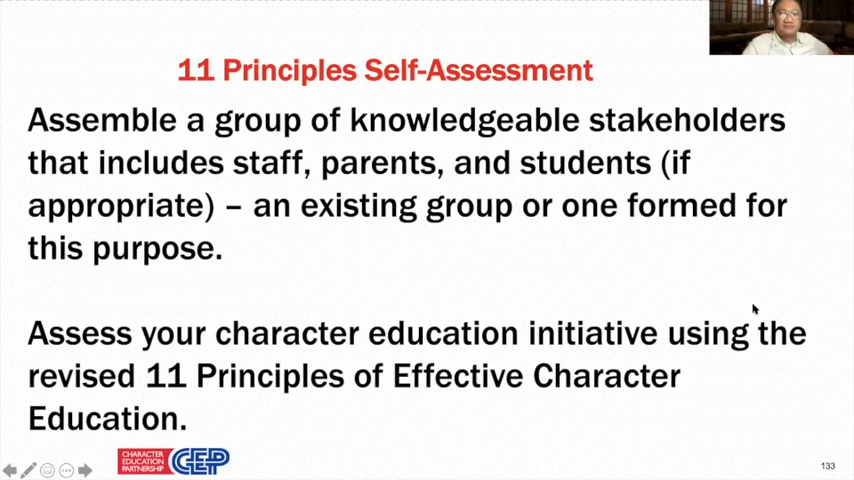 11 Principles Self-Assessment
Assemble a group of knowledgeable stakeholders
that includes staff, parents, and students (if
appropriate) – an existing group or one formed for
this purpose.
Assess your character education initiative using the
revised 11 Principles of Effective Character
Education.
CHARACTER
EDUCATION
PARTNERSHIP
CEP
133